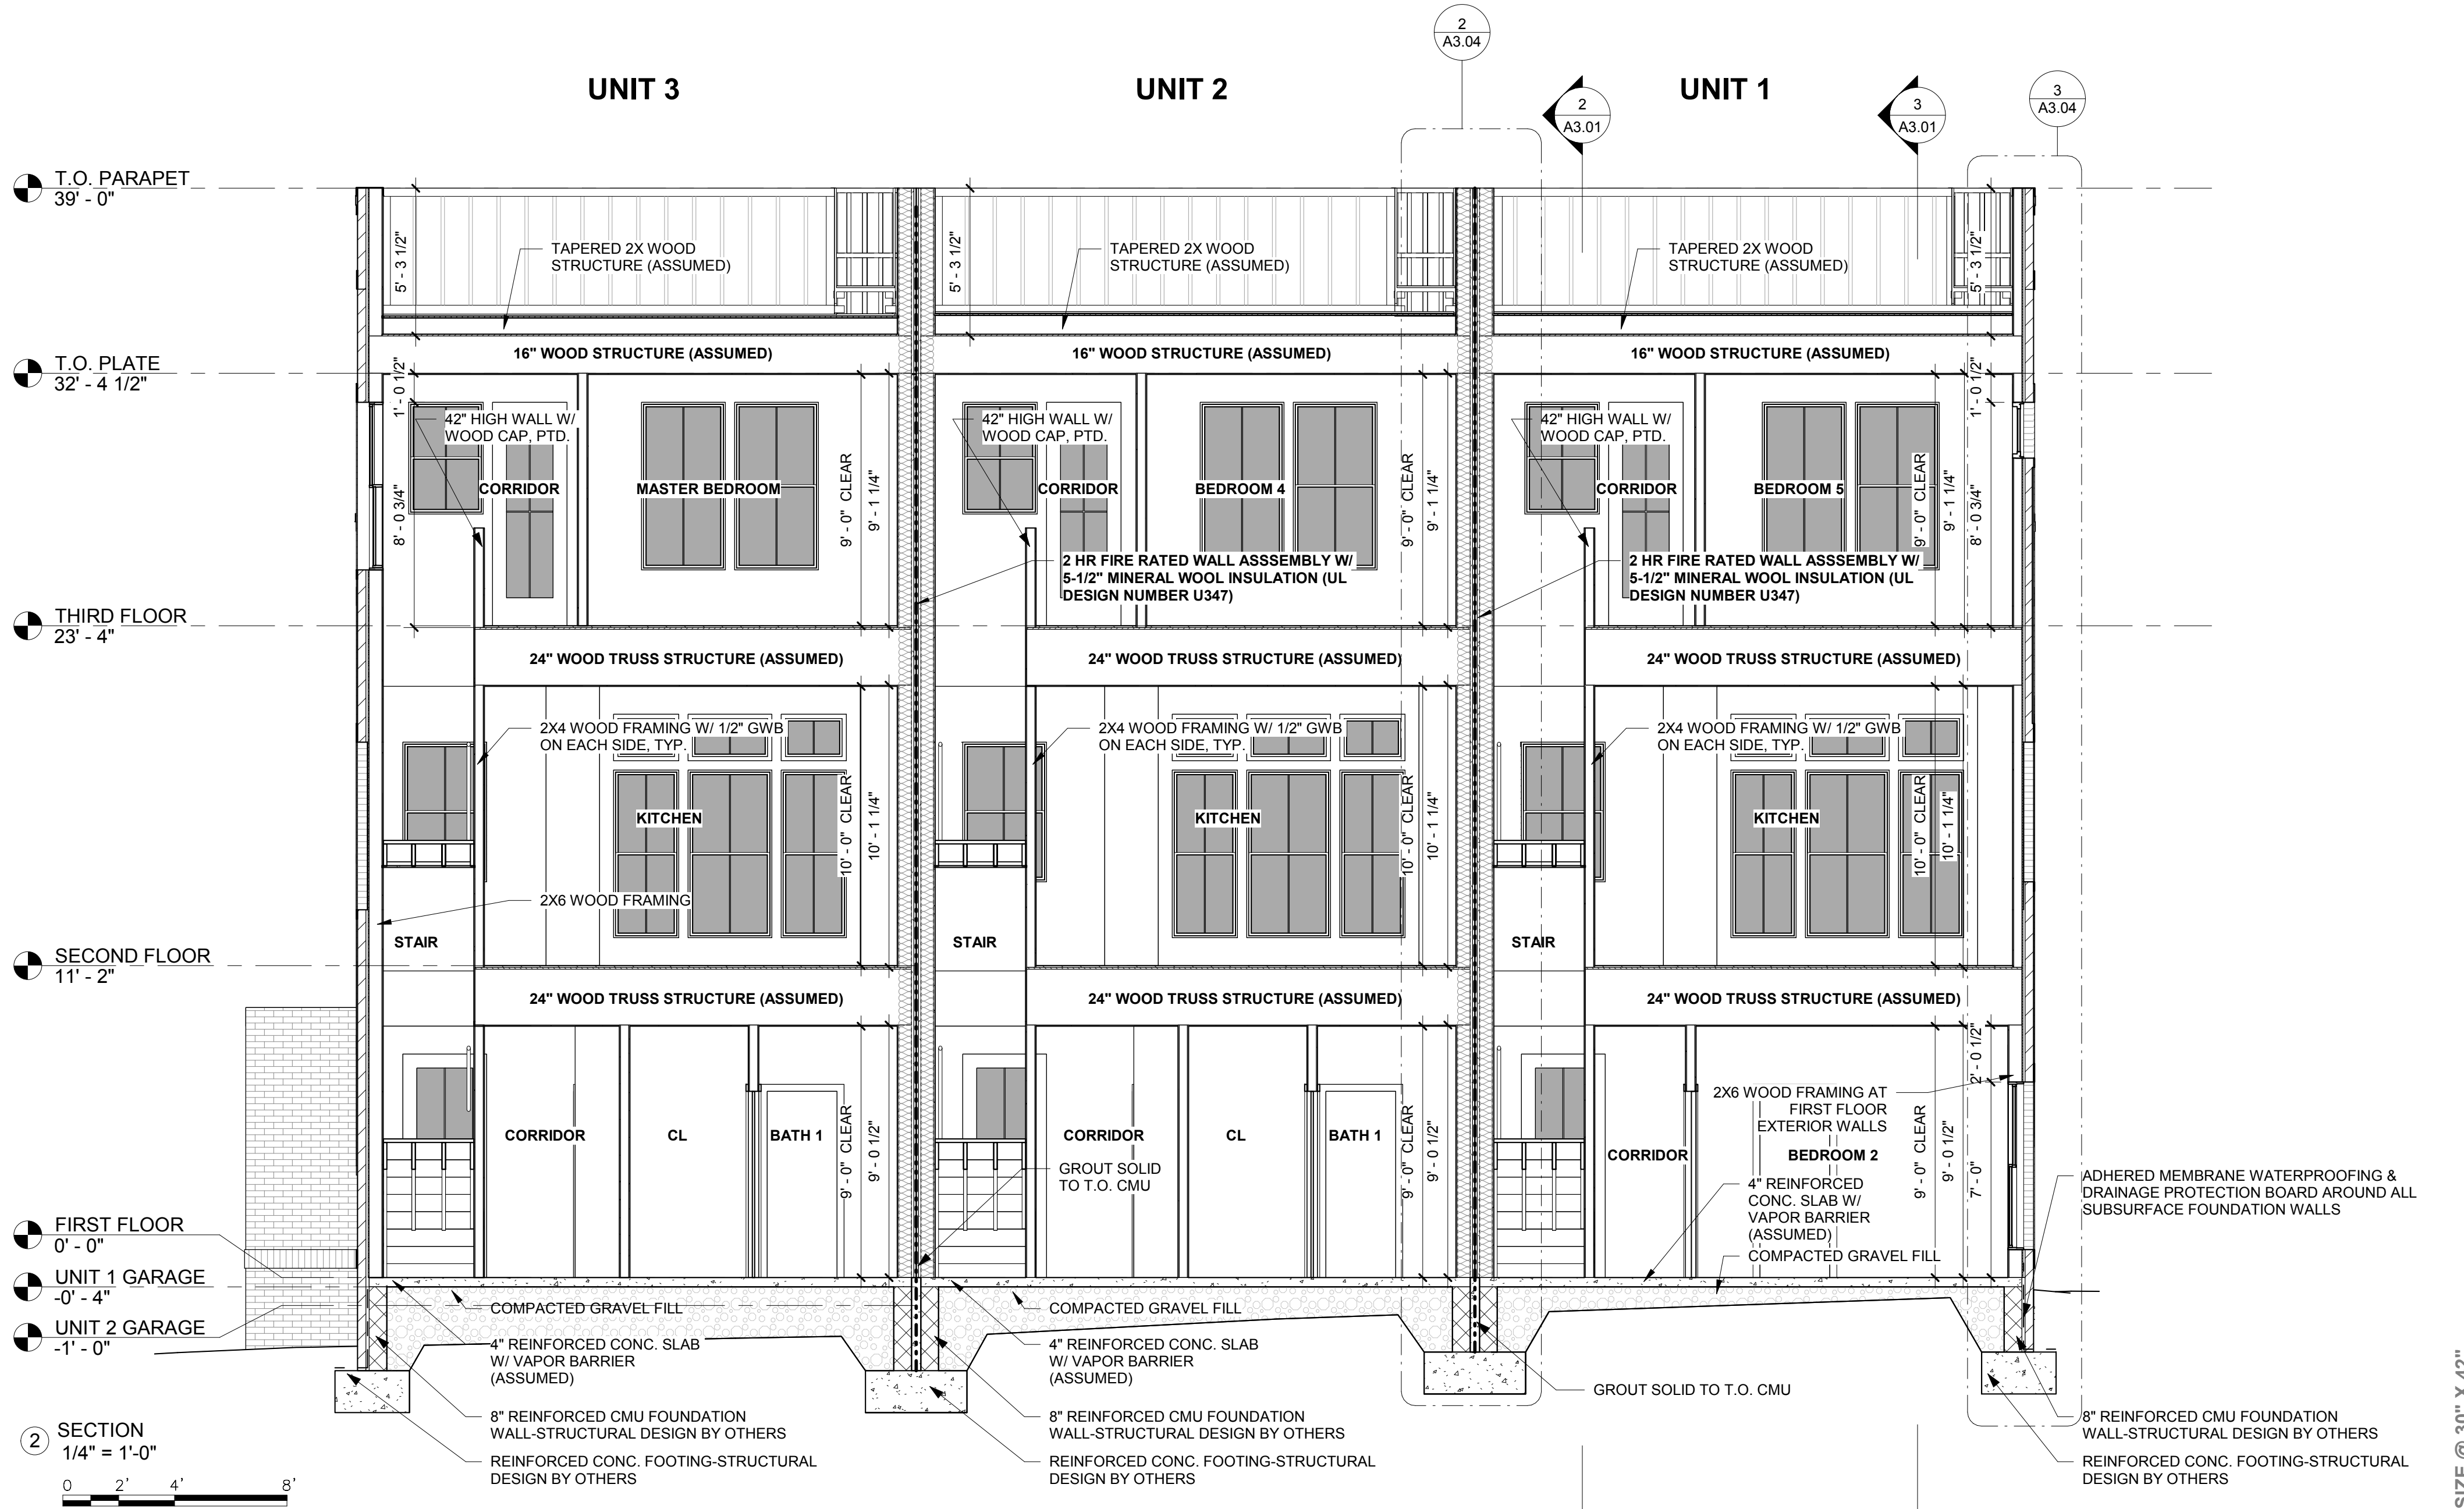 2
A3.04
UNIT 3
UNIT 2
UNIT 1
2
A3.01
3
A3.01
3
A3.04
T.O. PARAPET
39' - 0"
5' - 3 1/2"
TAPERED 2X WOOD
STRUCTURE (ASSUMED)
5' - 3 1/2"
TAPERED 2X WOOD
STRUCTURE (ASSUMED)
TAPERED 2X WOOD
STRUCTURE (ASSUMED)
5' - 3 1/2"
16" WOOD STRUCTURE (ASSUMED)
16" WOOD STRUCTURE (ASSUMED)
16" WOOD STRUCTURE (ASSUMED)
T.O. PLATE
32' - 4 1/2"
1' - 0 1/2"
8' - 0 3/4"
42" HIGH WALL W/
WOOD CAP, PTD.
CORRIDOR
MASTER BEDROOM
9' - 0" CLEAR
9' - 1 1/4"
42" HIGH WALL W/
WOOD CAP, PTD.
CORRIDOR
BEDROOM 4
9' - 0" CLEAR
9' - 1 1/4"
2 HR FIRE RATED WALL ASSSEMBLY W/
5-1/2" MINERAL WOOL INSULATION (UL
DESIGN NUMBER U347)
42" HIGH WALL W/
WOOD CAP, PTD.
CORRIDOR
BEDROOM 5
9' - 0" CLEAR
9' - 1 1/4"
1' - 0 1/2"
8' - 0 3/4"
2 HR FIRE RATED WALL ASSSEMBLY W/
5-1/2" MINERAL WOOL INSULATION (UL
DESIGN NUMBER U347)
THIRD FLOOR
23' - 4"
24" WOOD TRUSS STRUCTURE (ASSUMED)
24" WOOD TRUSS STRUCTURE (ASSUMED)
24" WOOD TRUSS STRUCTURE (ASSUMED)
2X4 WOOD FRAMING W/ 1/2" GWB
ON EACH SIDE, TYP.
KITCHEN
10' - 0" CLEAR
10' - 1 1/4"
2X6 WOOD FRAMING
STAIR
2X4 WOOD FRAMING W/ 1/2" GWB
ON EACH SIDE, TYP.
KITCHEN
10' - 0" CLEAR
10' - 1 1/4"
STAIR
2X4 WOOD FRAMING W/ 1/2" GWB
ON EACH SIDE, TYP.
KITCHEN
10' - 0" CLEAR
10' - 1 1/4"
STAIR
SECOND FLOOR
11' - 2"
24" WOOD TRUSS STRUCTURE (ASSUMED)
24" WOOD TRUSS STRUCTURE (ASSUMED)
24" WOOD TRUSS STRUCTURE (ASSUMED)
CORRIDOR
CL
BATH 1
9' - 0" CLEAR
9' - 0 1/2"
GROUT SOLID
TO T.O. CMU
CORRIDOR
CL
BATH 1
9' - 0" CLEAR
9' - 0 1/2"
CORRIDOR
2X6 WOOD FRAMING AT
FIRST FLOOR
EXTERIOR WALLS
BEDROOM 2
4" REINFORCED
CONC. SLAB W/
VAPOR BARRIER
(ASSUMED)
COMPACTED GRAVEL FILL
9' - 0" CLEAR
9' - 0 1/2"
2' - 0 1/2"
7' - 0"
ADHERED MEMBRANE WATERPROOFING &
DRAINAGE PROTECTION BOARD AROUND ALL
SUBSURFACE FOUNDATION WALLS
FIRST FLOOR
0' - 0"
UNIT 1 GARAGE
-0' - 4"
UNIT 2 GARAGE
-1' - 0"
COMPACTED GRAVEL FILL
4" REINFORCED CONC. SLAB
W/ VAPOR BARRIER
(ASSUMED)
8" REINFORCED CMU FOUNDATION
WALL-STRUCTURAL DESIGN BY OTHERS
REINFORCED CONC. FOOTING-STRUCTURAL
DESIGN BY OTHERS
COMPACTED GRAVEL FILL
4" REINFORCED CONC. SLAB
W/ VAPOR BARRIER
(ASSUMED)
8" REINFORCED CMU FOUNDATION
WALL-STRUCTURAL DESIGN BY OTHERS
REINFORCED CONC. FOOTING-STRUCTURAL
DESIGN BY OTHERS
GROUT SOLID TO T.O. CMU
8" REINFORCED CMU FOUNDATION
WALL-STRUCTURAL DESIGN BY OTHERS
REINFORCED CONC. FOOTING-STRUCTURAL
DESIGN BY OTHERS
2 SECTION
1/4" = 1'-0"
0 2' 4' 8'
SIZE @ 30" X 42"